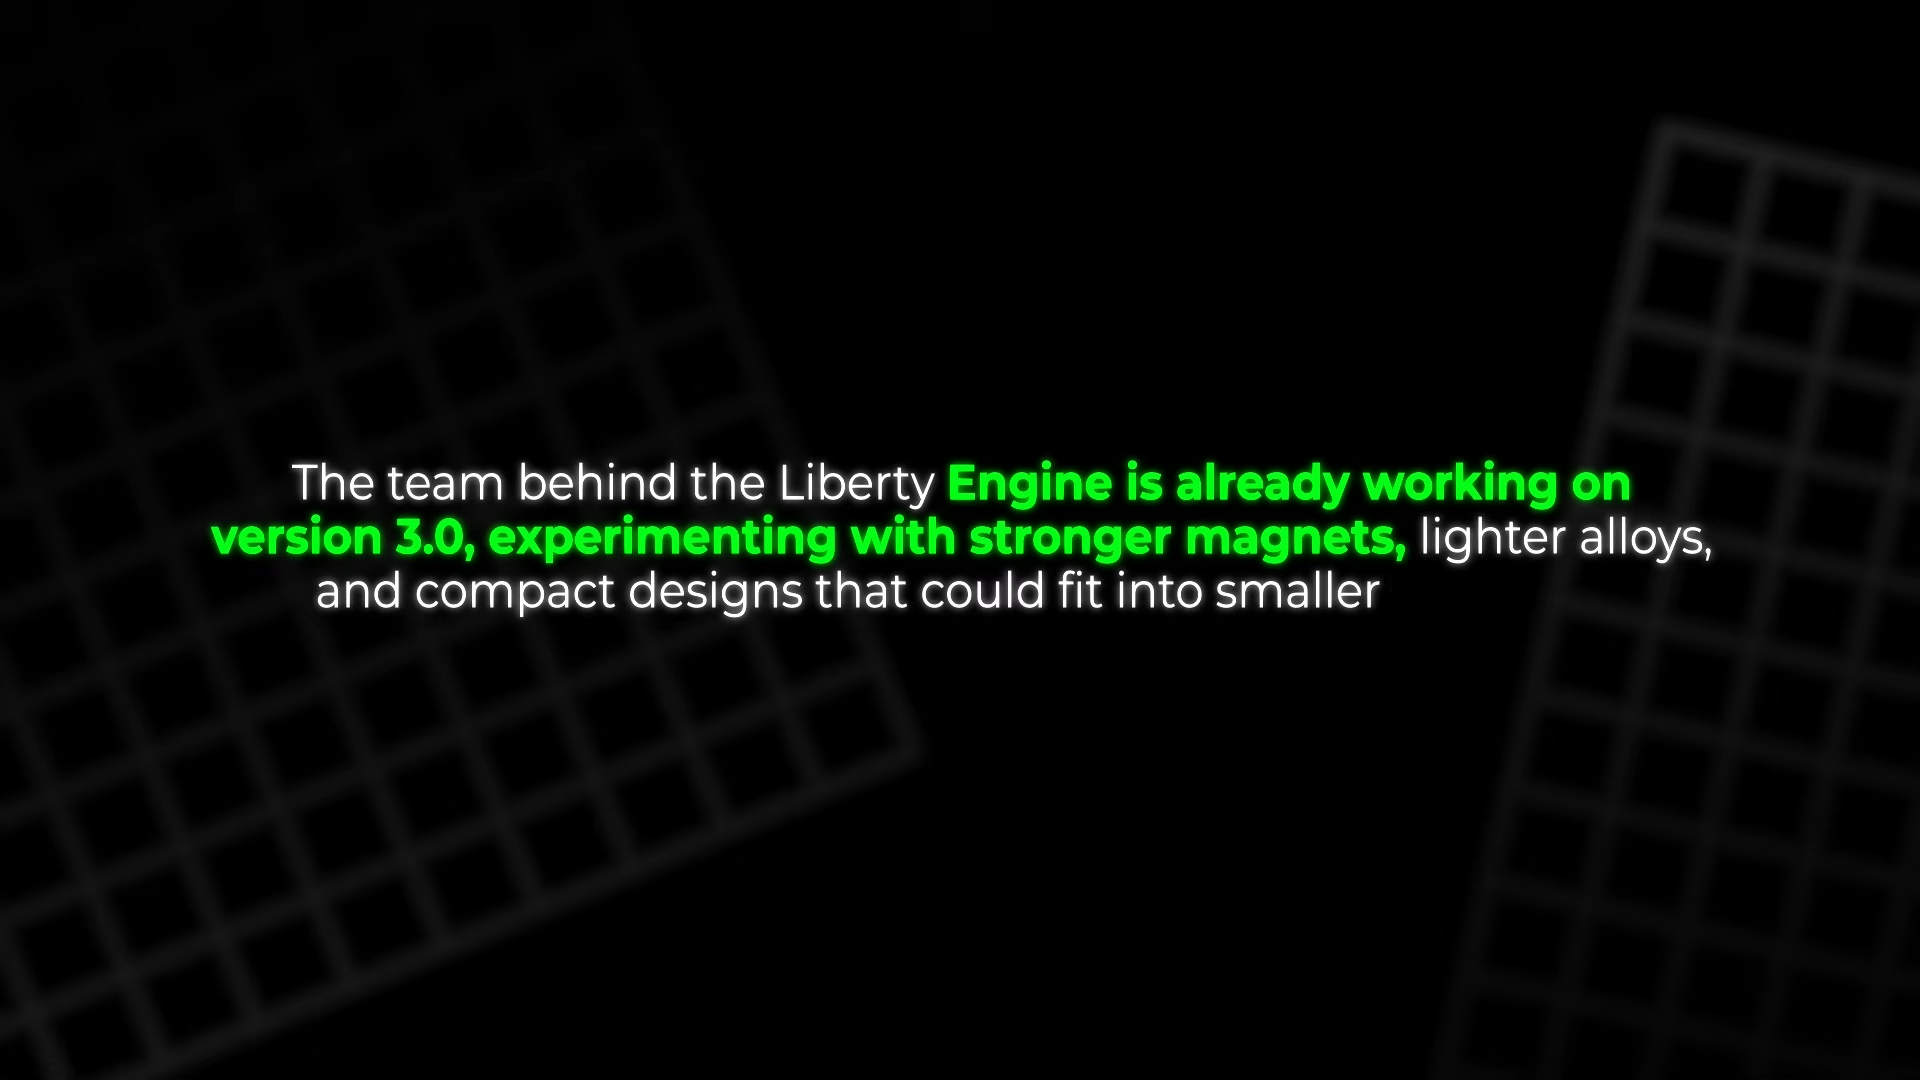 The team behind the Liberty Engine is already working on
version 3.0, experimenting with stronger magnets, lighter alloys,
and compact designs that could fit into smaller